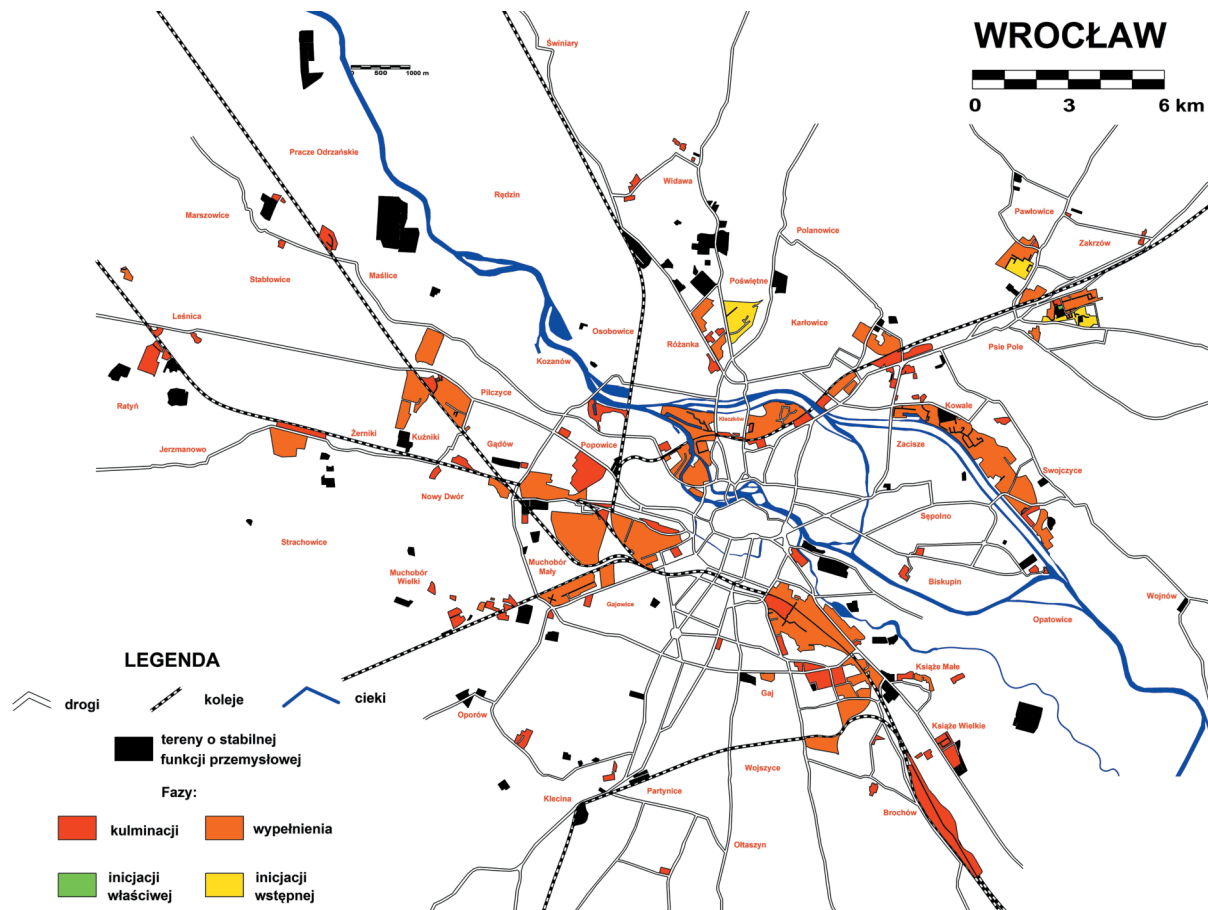 WROCŁAW
0 3 6 km
Świniary
0 500 1000 m
Pracze Odrzańskie
Rędzin
Widawa
Pawłowice
Marszowice
Polanowice
Zakrzów
Stabłowice
Maślice
Poświętne
Leśnica
Osobowice
Karłowice
Różanka
Psie Pole
Kozanów
Pilczyce
Ratyń
Kowale
Kleczków
Żerniki
Kuźniki
Gądów
Popowice
Zacisze
Jerzmanowo
Swojczyce
Nowy Dwór
Sępolno
Strachowice
Muchobór
Mały
Muchobór
Wielki
Biskupin
Wojnów
Gajowice
Opatowice
LEGENDA
Książe Małe
drogi
koleje
cieki
Gaj
Oporów
Książe Wielkie
tereny o stabilnej
funkcji przemysłowej
Wojszyce
Fazy:
Klecina
Partynice
Brochów
kulminacji
wypełnienia
Ołtaszyn
inicjacji
właściwej
inicjacji
wstępnej